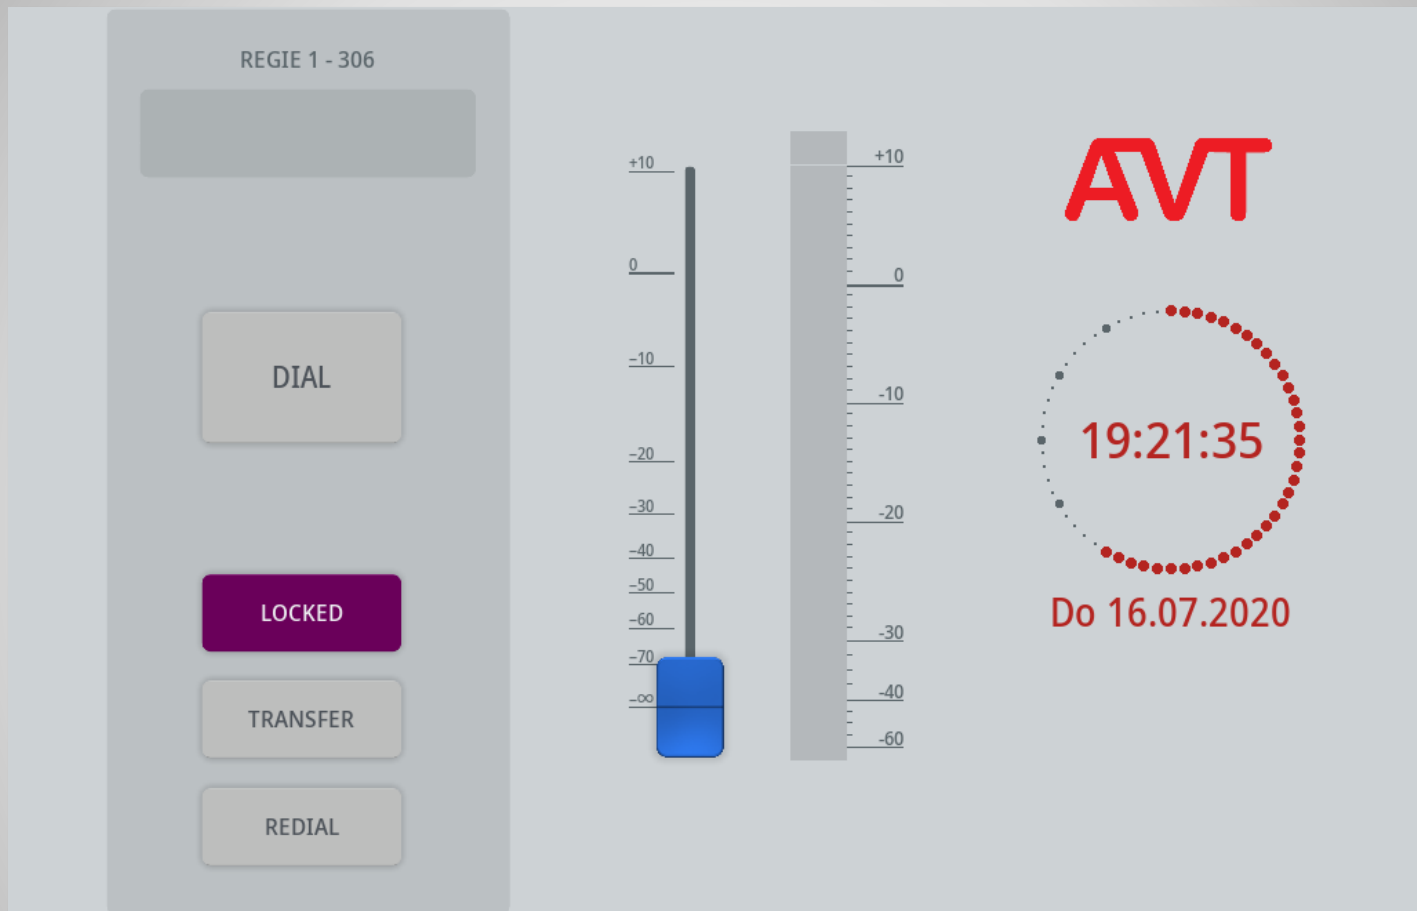 REGIE 1 - 306
DIAL
LOCKED
TRANSFER
REDIAL
+10
0
–10
–20
–30
–40
–50
–60
–70
–∞
+10
0
-10
-20
-30
-40
-60
AVT
19:21:35
Do 16.07.2020